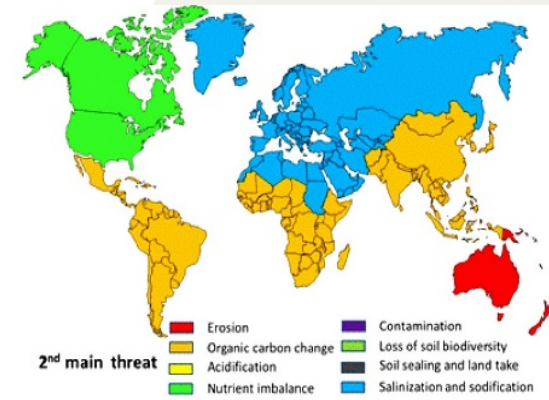 Erosion
Contamination
Organic carbon change
Loss of soil biodiversity
2nd main threat
Acidification
Soil sealing and land take
Nutrient imbalance
Salinization and sodification